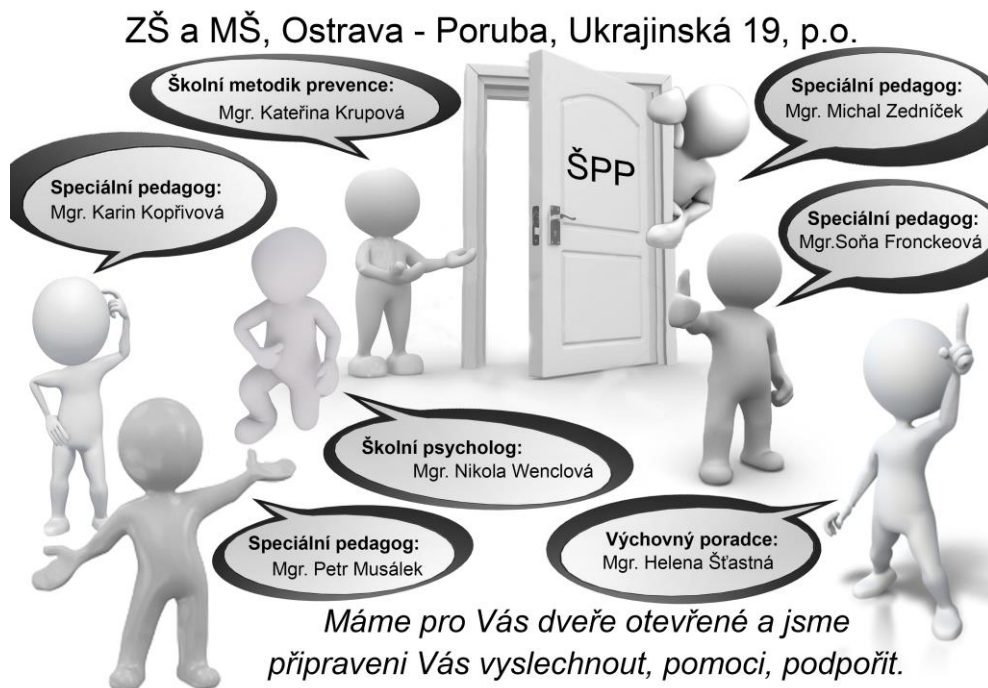 ZŠ a MŠ, Ostrava - Poruba, Ukrajinská 19, p.o.
Školní metodik prevence:
Mgr. Kateřina Krupová
Speciální pedagog:
Mgr. Michal Zedníček
ŠPP
Speciální pedagog:
Mgr. Karin Kopřivová
Speciální pedagog:
Mgr.Soňa Fronckeová
Školní psycholog:
Mgr. Nikola Wenclová
Speciální pedagog:
Mgr. Petr Musálek
Výchovný poradce:
Mgr. Helena Šťastná
Máme pro Vás dveře otevřené a jsme
připraveni Vás vyslechnout, pomoci, podpořit.